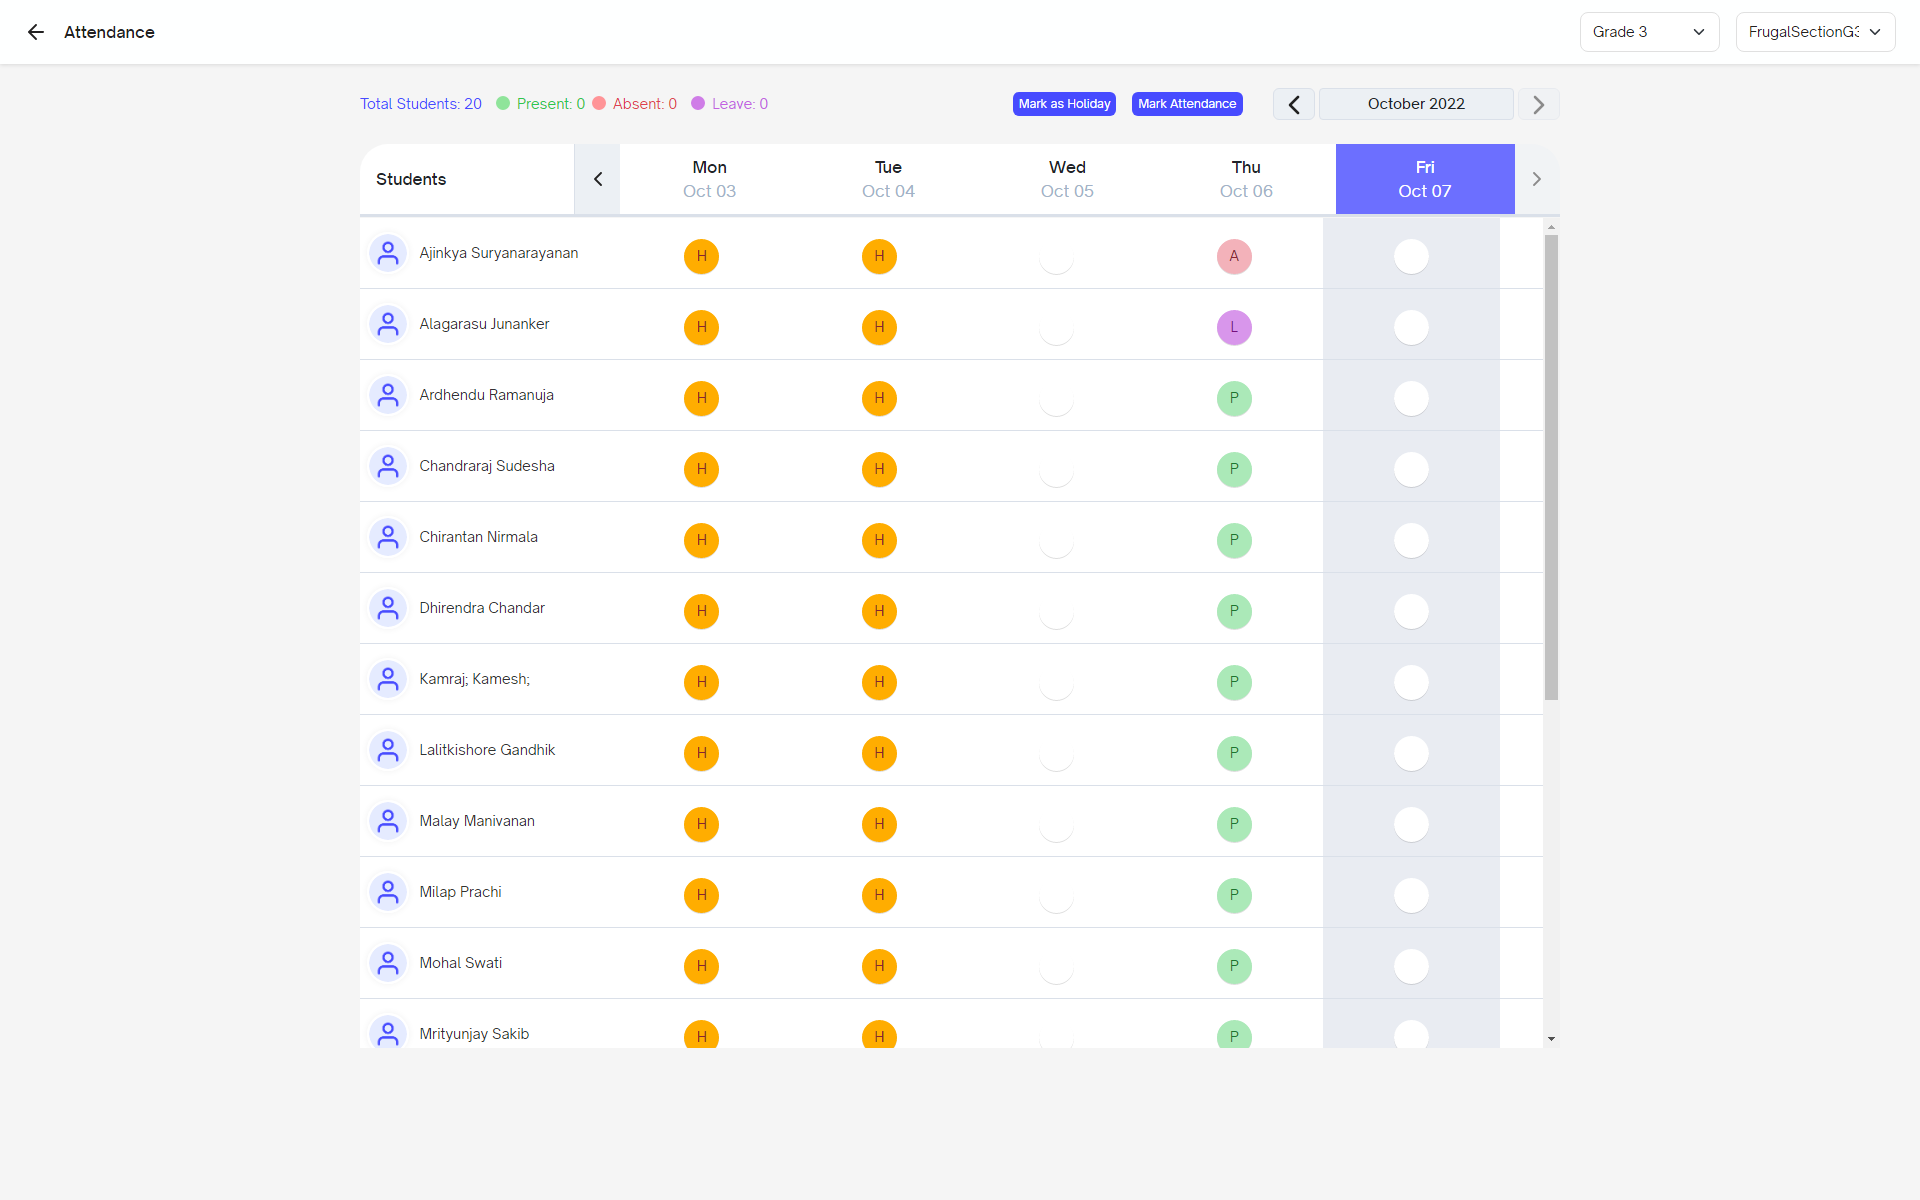 Attendance
Grade 3
FrugalSectionG3
Total Students: 20 Present: 0 Absent: 0 Leave: 0
Mark as Holiday
Mark Attendance
October 2022
Students
Mon
Oct 03
Tue
Oct 04
Wed
Oct 05
Thu
Oct 06
Fri
Oct 07
Ajinkya Suryanarayanan H H A
Alagarasu Junanker H H L
Ardhendu Ramanuja H H P
Chandraraj Sudesha H H P
Chirantan Nirmala H H P
Dhirendra Chandar H H P
Kamraj; Kamesh; H H P
Lalitkishore Gandhik H H P
Malay Manivanan H H P
Milap Prachi H H P
Mohal Swati H H P
Mrityunjay Sakib H H P